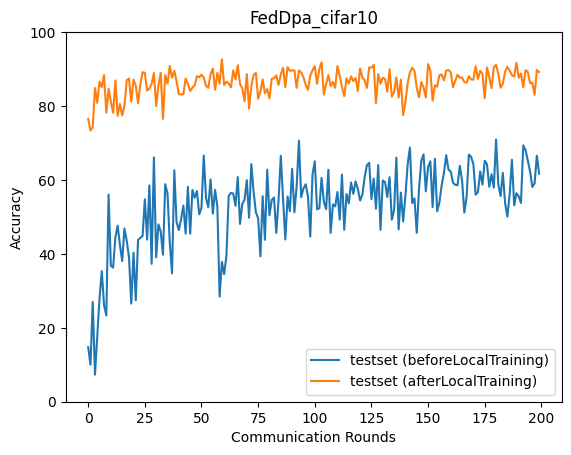 FedDpa_cifar10
Accuracy
100
80
60
40
20
0
0 25 50 75 100 125 150 175 200
Communication Rounds
testset (beforeLocalTraining)
testset (afterLocalTraining)